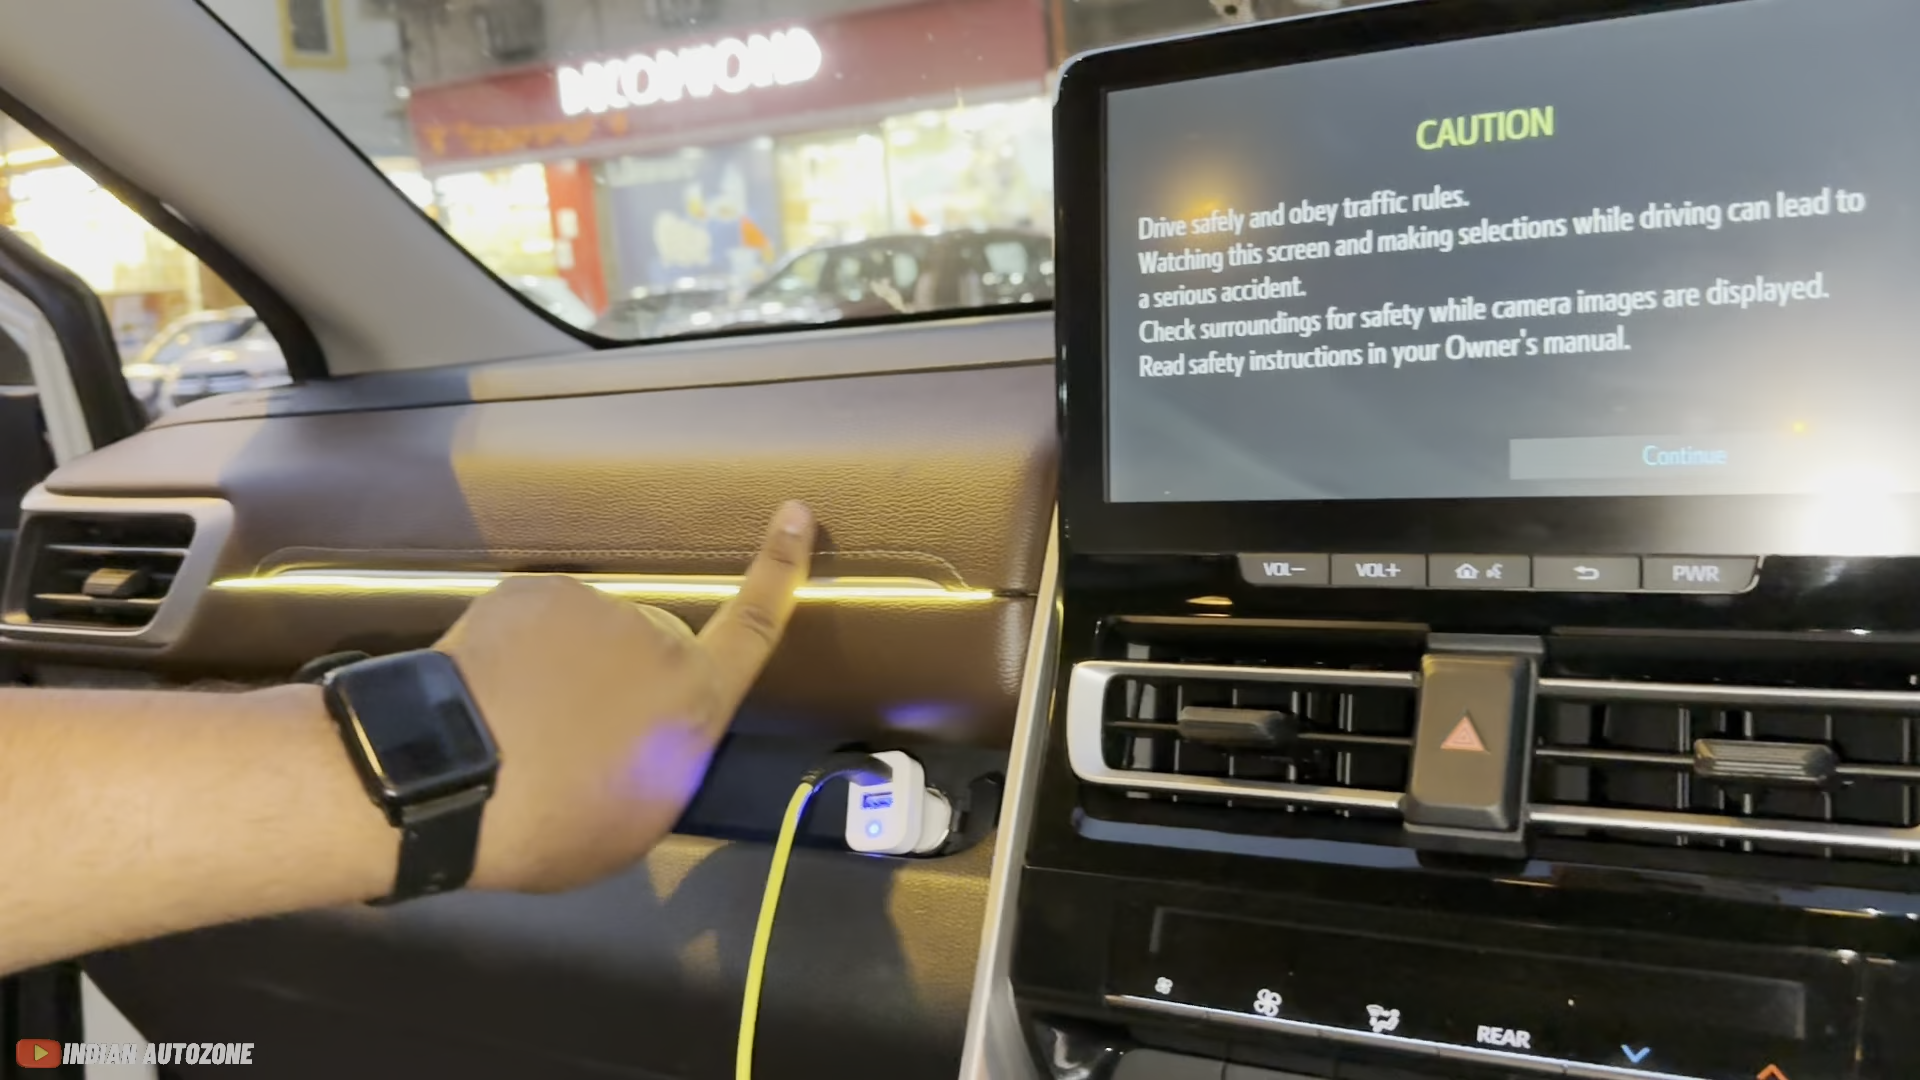 CAUTION
Drive safely and obey traffic rules.
Watching this screen and making selections while driving can lead to
a serious accident.
Check surroundings for safety while camera images are displayed.
Read safety instructions in your Owner's manual.
Continue
VOL-
VOL+
PWR
REAR
INDIAN AUTOZONE